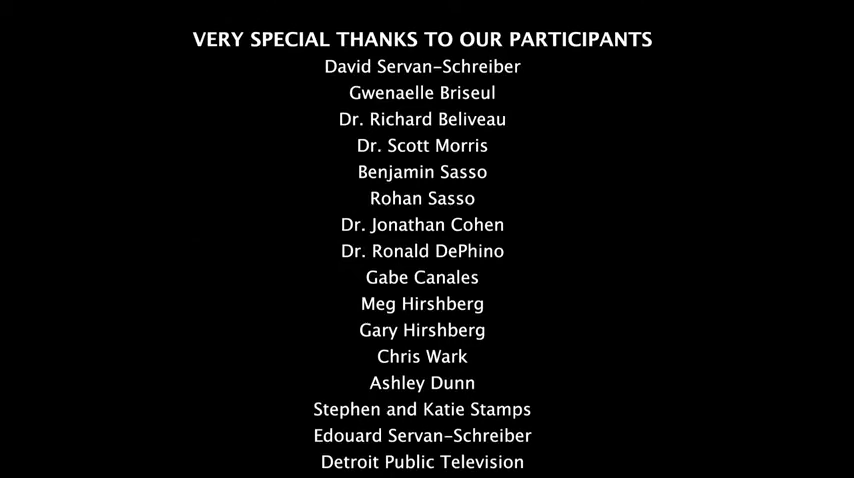 VERY SPECIAL THANKS TO OUR PARTICIPANTS
David Servan-Schreiber
Gwenaelle Briseul
Dr. Richard Beliveau
Dr. Scott Morris
Benjamin Sasso
Rohan Sasso
Dr. Jonathan Cohen
Dr. Ronald DePhino
Gabe Canales
Meg Hirshberg
Gary Hirshberg
Chris Wark
Ashley Dunn
Stephen and Katie Stamps
Edouard Servan-Schreiber
Detroit Public Television